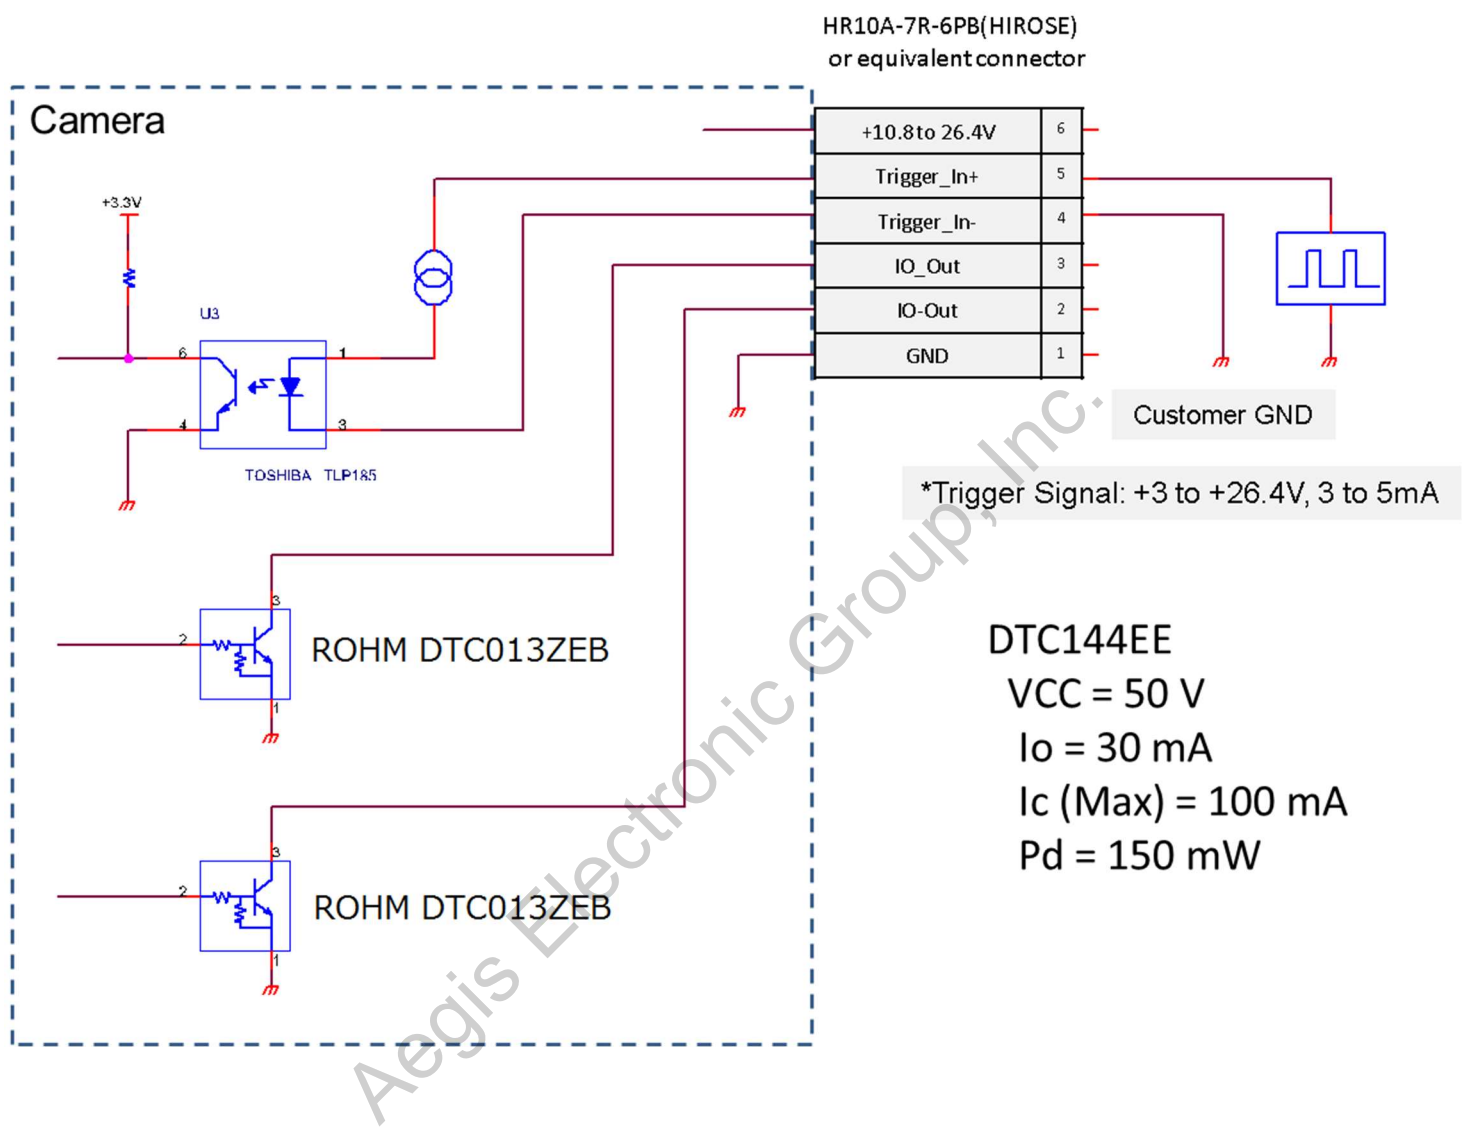 HR10A-7R-6PB(HIROSE)
or equivalent connector
Camera
+10.8 to 26.4V 6
Trigger_In+ 5
Trigger_In- 4
IO_Out 3
IO-Out 2
GND 1
+3.3V
U3
6
1
4
3
TOSHIBA TLP185
Customer GND
*Trigger Signal: +3 to +26.4V, 3 to 5mA
3
2
ROHM DTC013ZEB
1
DTC144EE
VCC = 50 V
Io = 30 mA
Ic (Max) = 100 mA
Pd = 150 mW
3
2
ROHM DTC013ZEB
1
Aegis Electronic Group, Inc.